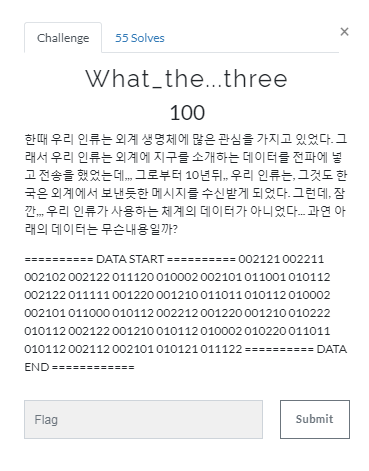 Challenge
55 Solves
×
What_the...three
100
한때 우리 인류는 외계 생명체에 많은 관심을 가지고 있었다. 그
래서 우리 인류는 외계에 지구를 소개하는 데이터를 전파에 넣
고 전송을 했었는데,,, 그로부터 10년뒤,, 우리 인류는, 그것도 한
국은 외계에서 보낸듯한 메시지를 수신받게 되었다. 그런데, 잠
깐,,, 우리 인류가 사용하는 체계의 데이터가 아니었다... 과연 아
래의 데이터는 무슨내용일까?
========== DATA START ========== 002121 002211
002102 002122 011120 010002 002101 011001 010112
002122 011111 001220 001210 011011 010112 010002
002101 011000 010112 002212 001220 001210 010222
010112 002122 001210 010112 010002 010220 011011
010112 002112 002101 010121 011122 ========== DATA
END ============
Flag
Submit